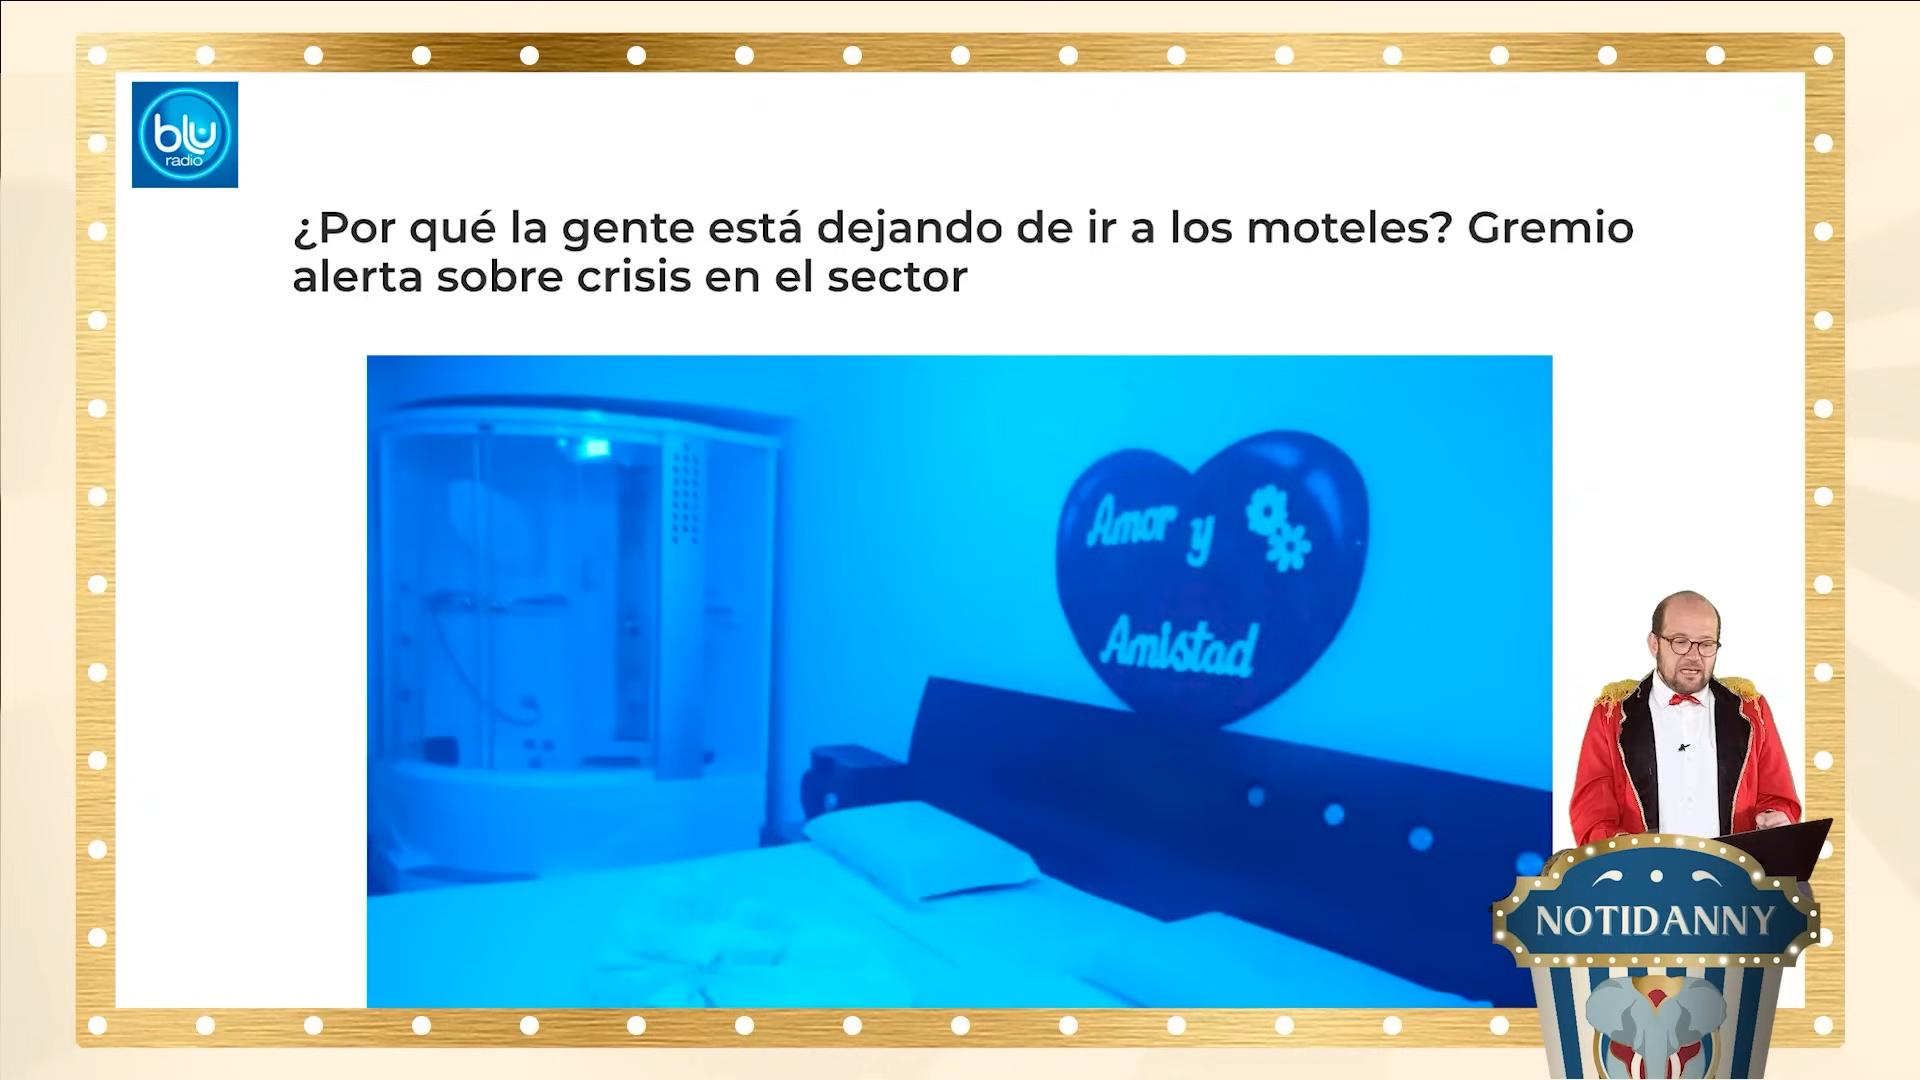 blu
radio
¿Por qué la gente está dejando de ir a los moteles? Gremio
alerta sobre crisis en el sector
Amor y
Amistad
NOTIDANNY